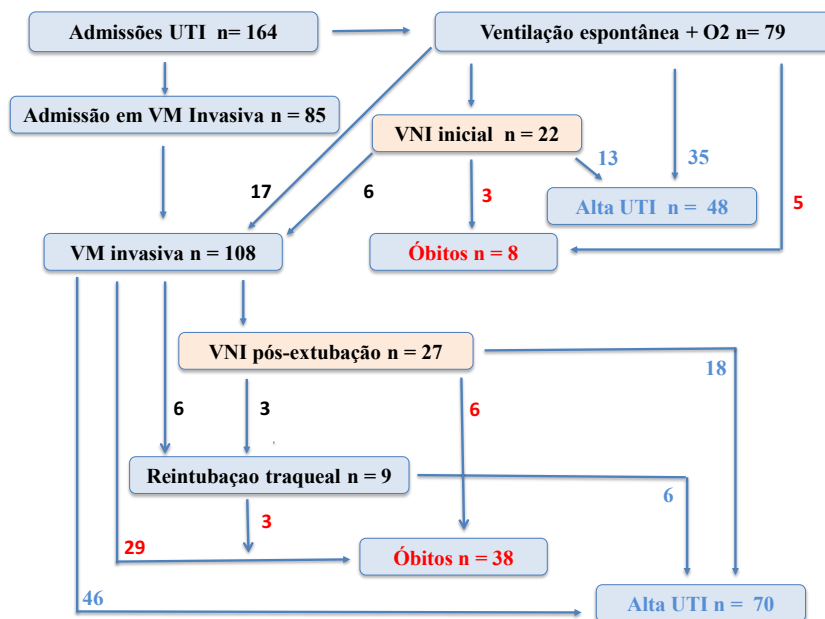 Admissões UTI n= 164
Ventilação espontânea + O2 n= 79
Admissão em VM Invasiva n = 85
VNI inicial n = 22
13
35
17
6
3
5
Alta UTI n = 48
VM invasiva n = 108
Óbitos n = 8
VNI pós-extubação n = 27
18
6
3
6
Reintubaçao traqueal n = 9
6
3
29
Óbitos n = 38
46
Alta UTI n = 70